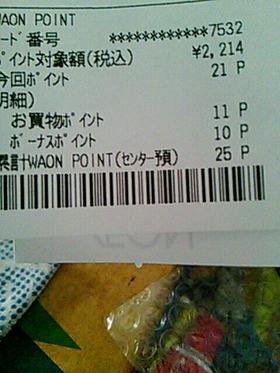 WAON POINT
ード番号 ************7532
ポイント対象額(税込) ¥2,214
今回ポイント 21 P
明細)
お買物ポイント 11 P
ボーナスポイント 10 P
累計WAON POINT(センター預) 25 P
AEON